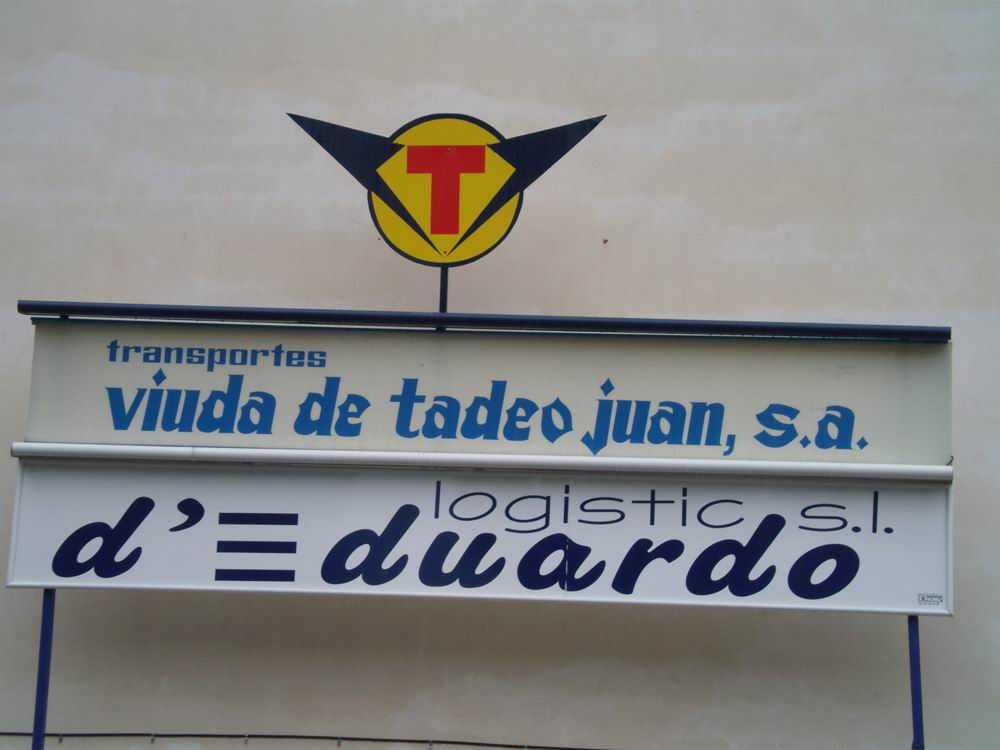 T
transportes
viuda de tadeo juan, s.a.
logistic s.l.
d'Eduardo